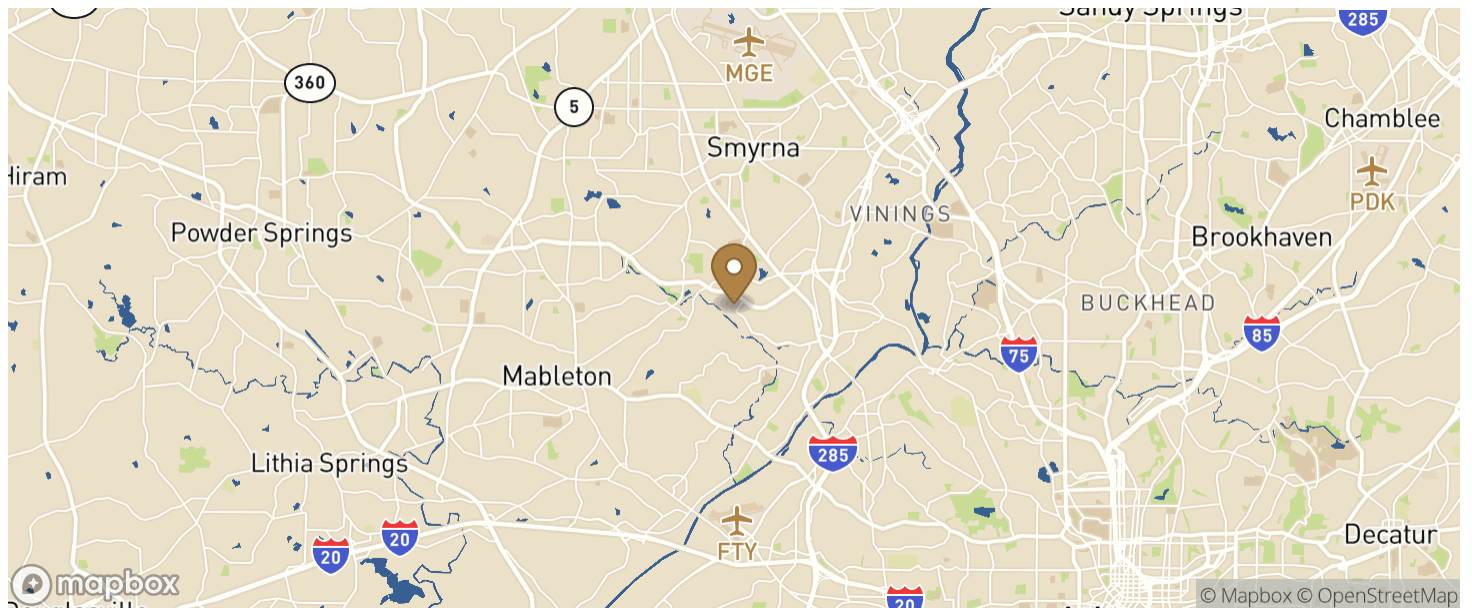 Sandy Springs
285
MGE
360
5
Chamblee
Smyrna
Hiram
PDK
VININGS
Powder Springs
Brookhaven
BUCKHEAD
85
75
Mableton
285
Lithia Springs
FTY
Decatur
20
20
20
mapbox
© Mapbox © OpenStreetMap